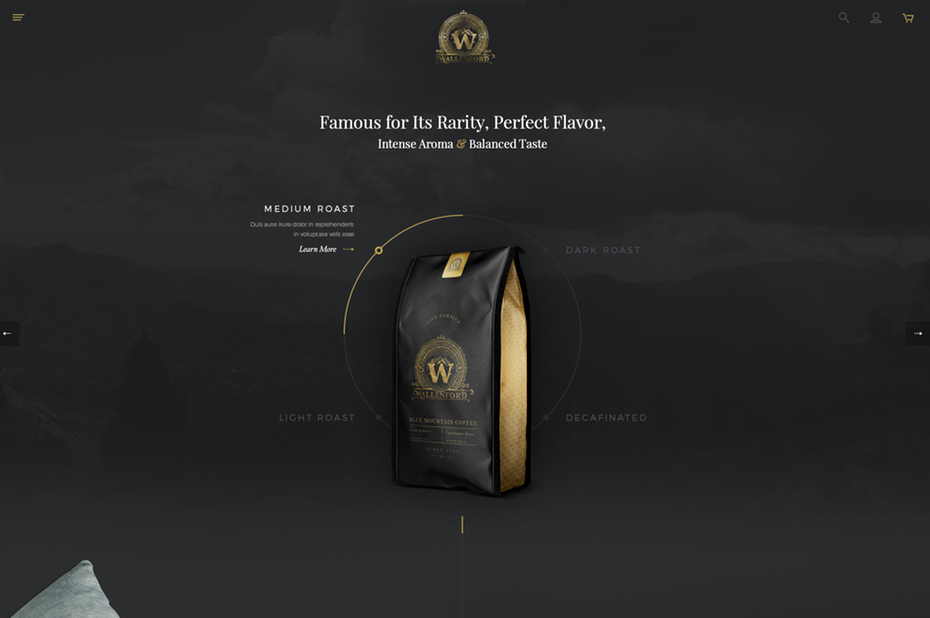 W
WALLENFORD
Famous for Its Rarity, Perfect Flavor,
Intense Aroma & Balanced Taste
MEDIUM ROAST
Duis aute irure dolor in reprehenderit
in voluptate velit esse
Learn More
DARK ROAST
W
WALLENFORD
BLUE MOUNTAIN COFFEE
LIGHT ROAST
DECAFINATED